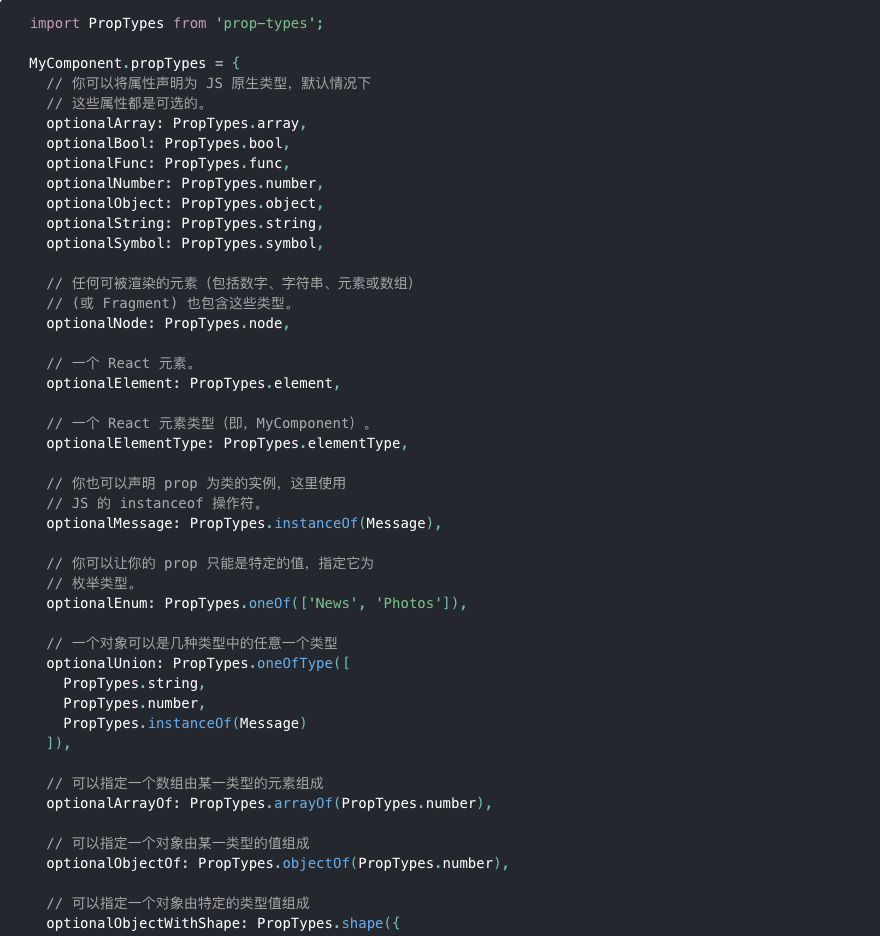 import PropTypes from 'prop-types';
MyComponent.propTypes = {
// 你可以将属性声明为 JS 原生类型，默认情况下
// 这些属性都是可选的。
optionalArray: PropTypes.array,
optionalBool: PropTypes.bool,
optionalFunc: PropTypes.func,
optionalNumber: PropTypes.number,
optionalObject: PropTypes.object,
optionalString: PropTypes.string,
optionalSymbol: PropTypes.symbol,
// 任何可被渲染的元素（包括数字、字符串、元素或数组）
// (或 Fragment) 也包含这些类型。
optionalNode: PropTypes.node,
// 一个 React 元素。
optionalElement: PropTypes.element,
// 一个 React 元素类型（即，MyComponent）。
optionalElementType: PropTypes.elementType,
// 你也可以声明 prop 为类的实例，这里使用
// JS 的 instanceof 操作符。
optionalMessage: PropTypes.instanceOf(Message),
// 你可以让你的 prop 只能是特定的值，指定它为
// 枚举类型。
optionalEnum: PropTypes.oneOf(['News', 'Photos']),
// 一个对象可以是几种类型中的任意一个类型
optionalUnion: PropTypes.oneOfType([
PropTypes.string,
PropTypes.number,
PropTypes.instanceOf(Message)
]),
// 可以指定一个数组由某一类型的元素组成
optionalArrayOf: PropTypes.arrayOf(PropTypes.number),
// 可以指定一个对象由某一类型的值组成
optionalObjectOf: PropTypes.objectOf(PropTypes.number),
// 可以指定一个对象由特定的类型值组成
optionalObjectWithShape: PropTypes.shape({